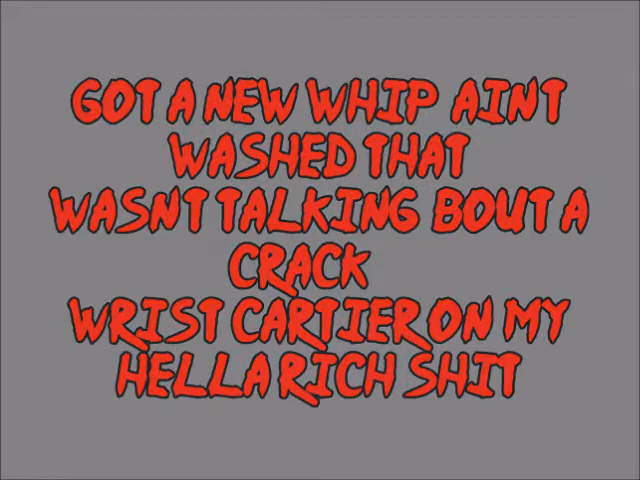 GOT A NEW WHIP AINT
WASHED THAT
WASNT TALKING BOUT A
CRACK
WRIST CARTIER ON MY
HELLA RICH SHIT